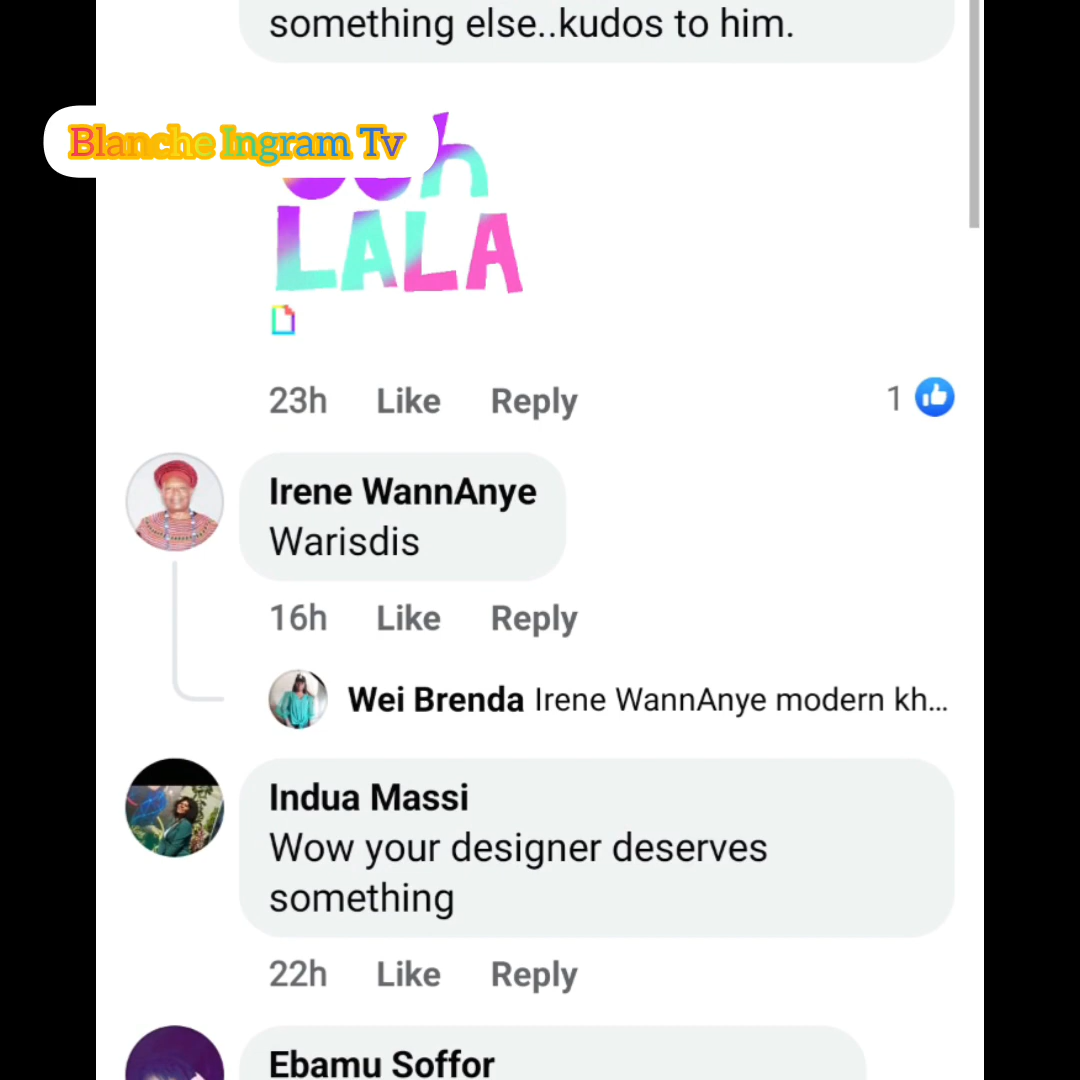 something else..kudos to him.
Blanche Ingram Tv
LALA
23h Like Reply 1
Irene WannAnye
Warisdis
16h Like Reply
Wei Brenda Irene WannAnye modern kh...
Indua Massi
Wow your designer deserves
something
22h Like Reply
Ebamu Soffor